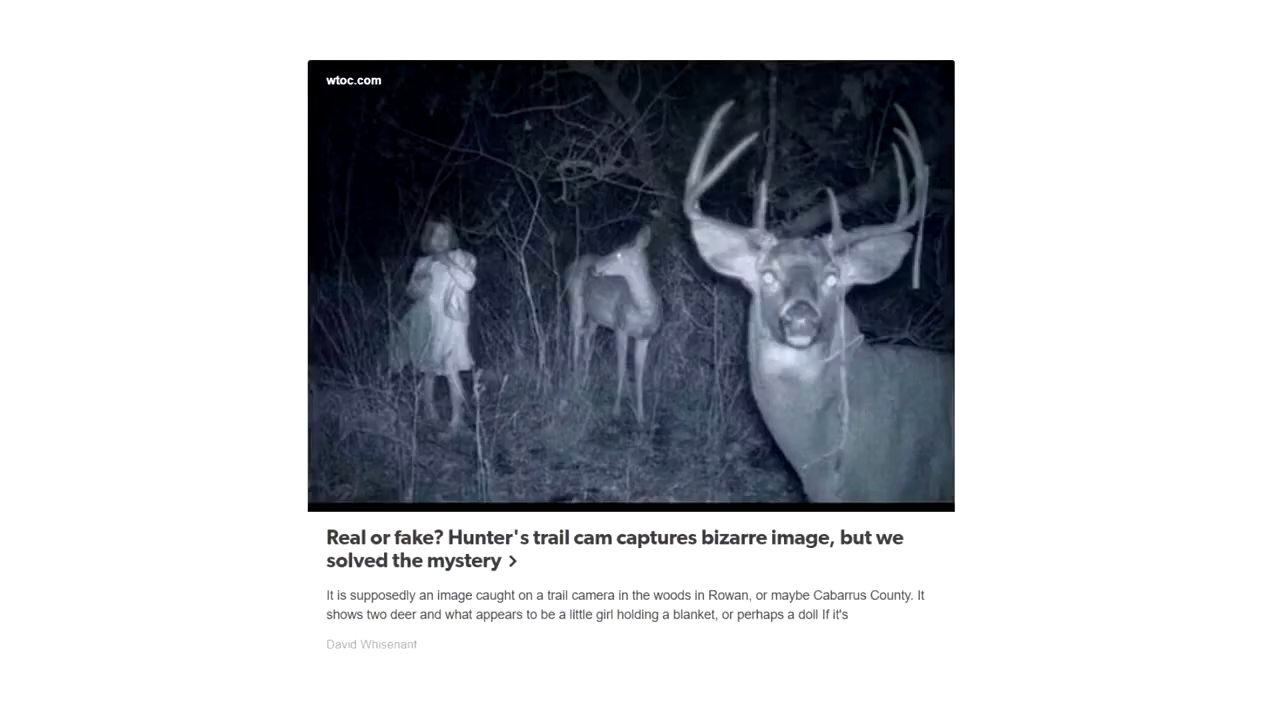 wtoc.com
Real or fake? Hunter's trail cam captures bizarre image, but we
solved the mystery >
It is supposedly an image caught on a trail camera in the woods in Rowan, or maybe Cabarrus County. It
shows two deer and what appears to be a little girl holding a blanket, or perhaps a doll If it's
David Whisenant